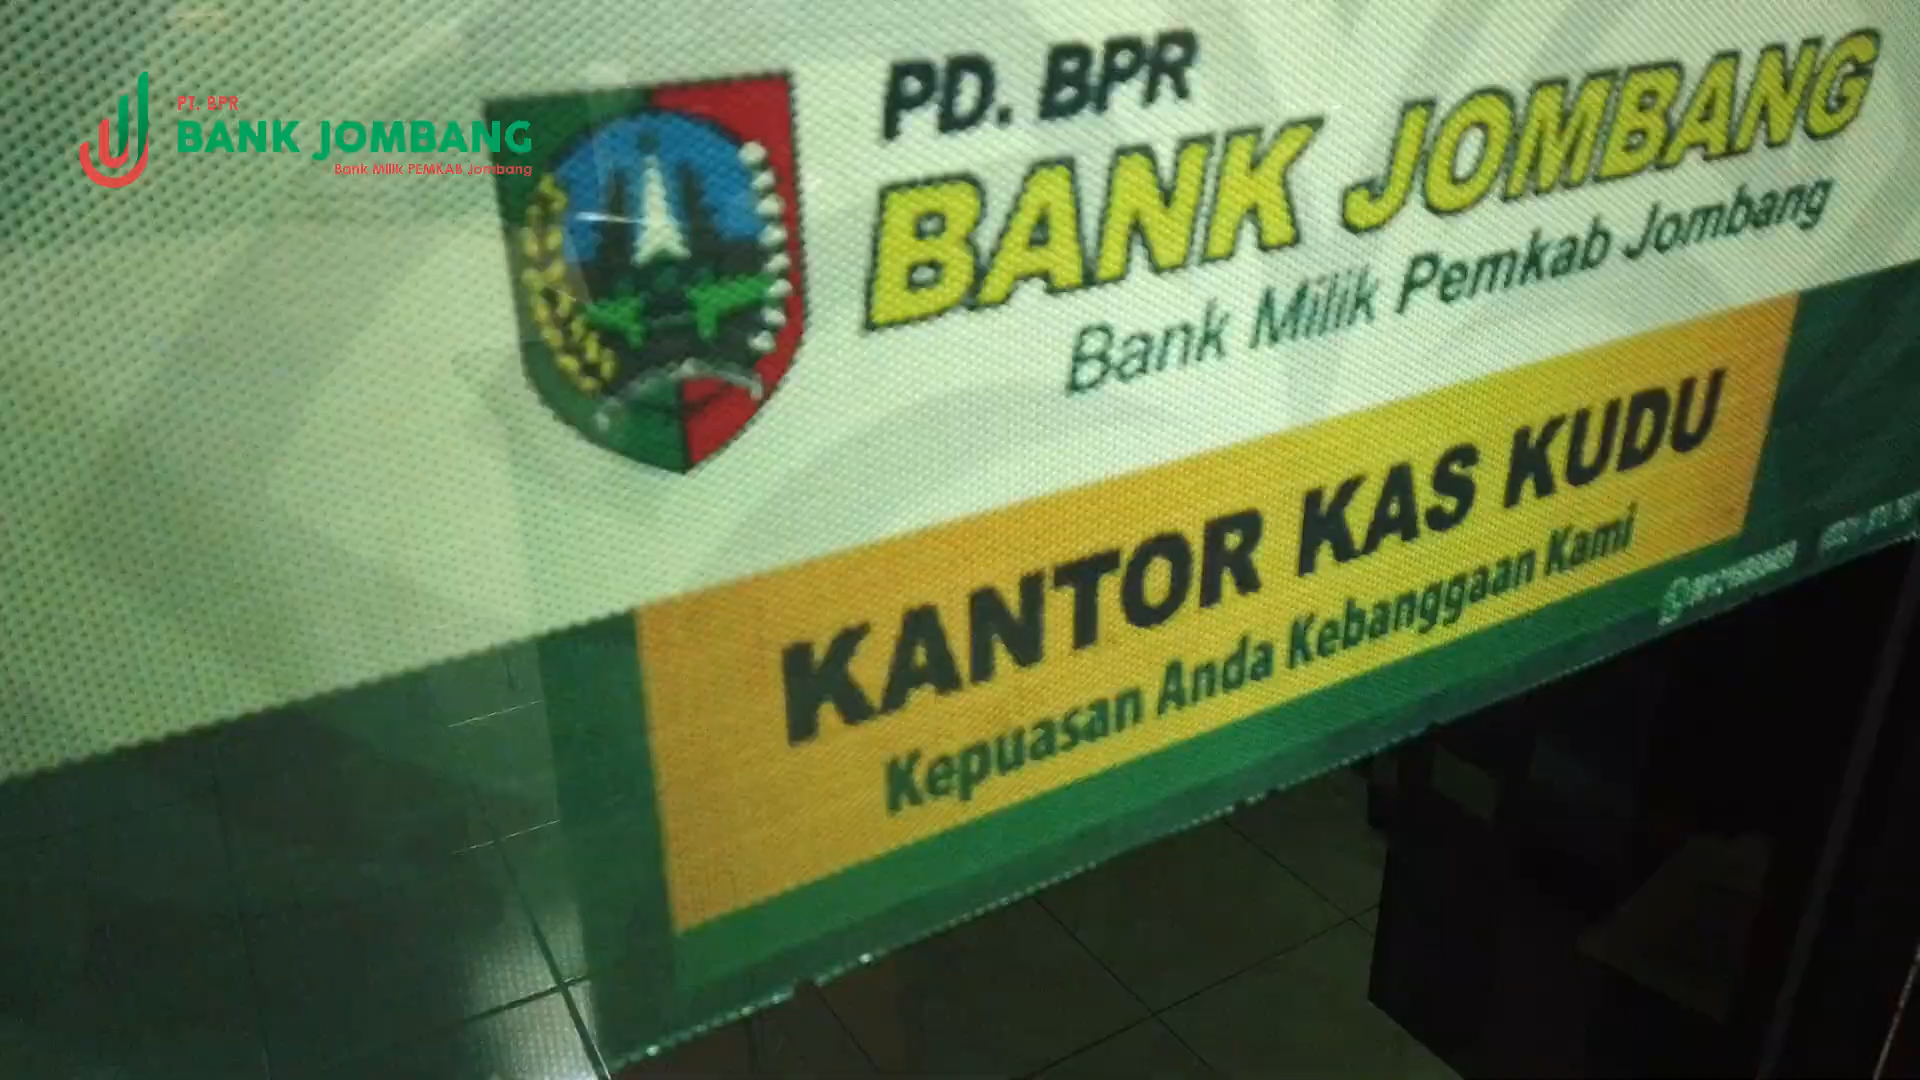 PT. BPR
BANK JOMBANG
Bank Milik PEMKAB Jombang
PD. BPR
BANK JOMBANG
Bank Milik Pemkab Jombang
KANTOR KAS KUDU
Kepuasan Anda Kebanggaan Kami